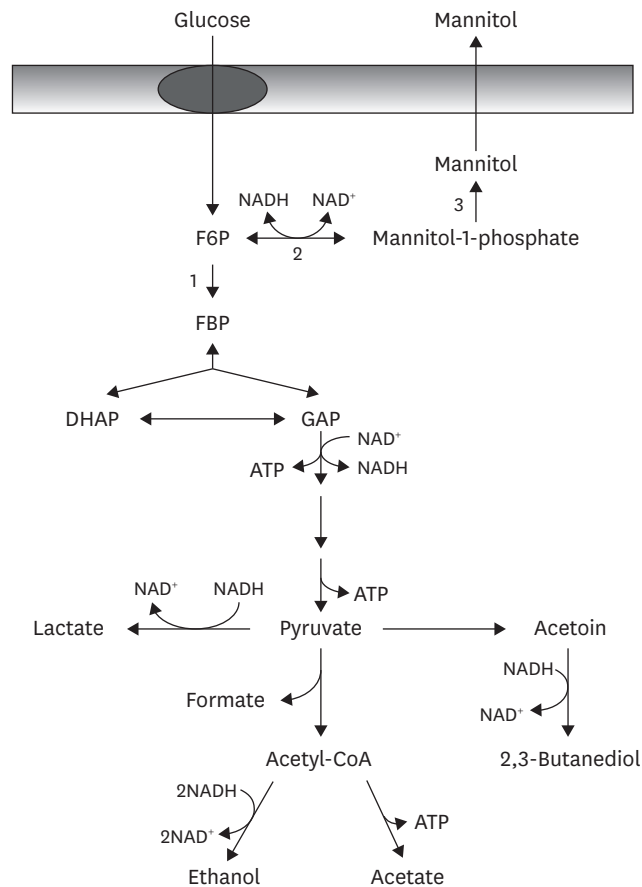 Glucose
Mannitol
Mannitol
3
NADH
NAD⁺
F6P
2
Mannitol-1-phosphate
1
FBP
DHAP
GAP
NAD⁺
ATP
NADH
ATP
NAD⁺
NADH
Lactate
Pyruvate
Acetoin
NADH
Formate
NAD⁺
Acetyl-CoA
2,3-Butanediol
2NADH
ATP
2NAD⁺
Ethanol
Acetate